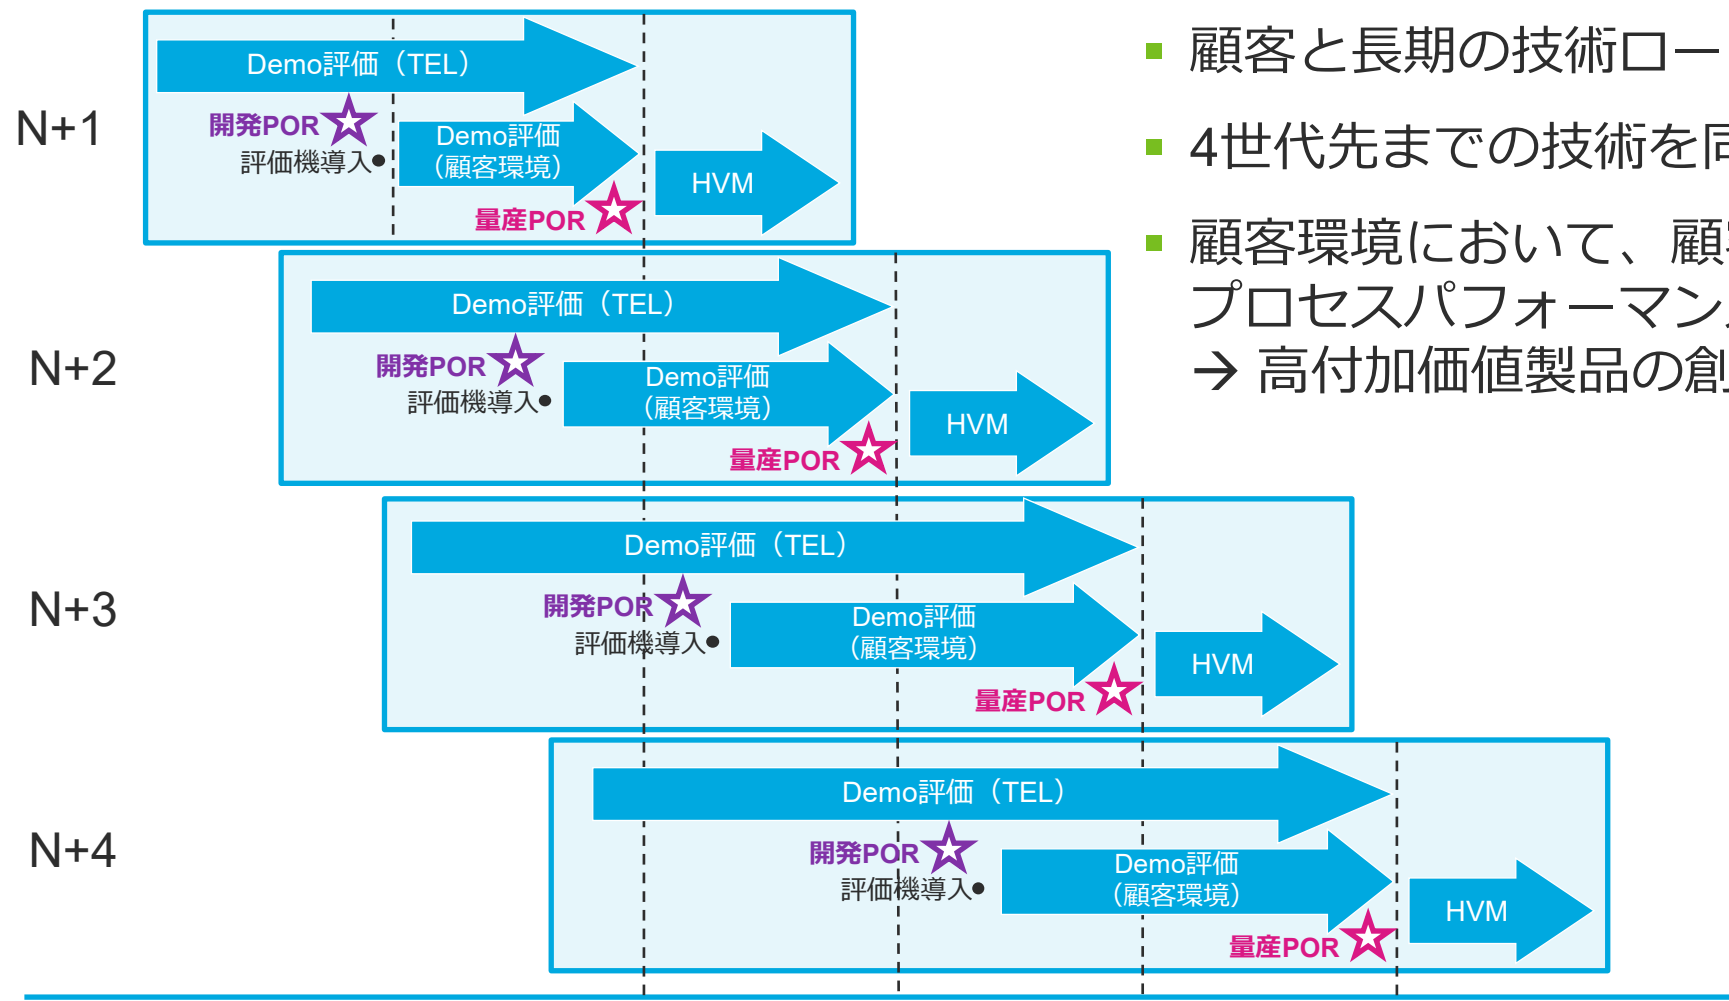 N+1
Demo評価（TEL）
開発POR
評価機導入
Demo評価
（顧客環境）
量産POR
HVM
N+2
Demo評価（TEL）
開発POR
評価機導入
Demo評価
（顧客環境）
量産POR
HVM
N+3
Demo評価（TEL）
開発POR
評価機導入
Demo評価
（顧客環境）
量産POR
HVM
N+4
Demo評価（TEL）
開発POR
評価機導入
Demo評価
（顧客環境）
量産POR
HVM
▪ 顧客と長期の技術ロー
▪ 4世代先までの技術を
▪ 顧客環境において、顧
プロセスパフォーマン
→ 高付加価値製品の創